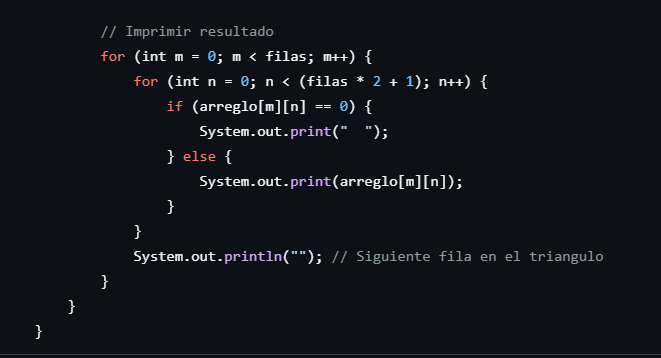 // Imprimir resultado
for (int m = 0; m < filas; m++) {
for (int n = 0; n < (filas * 2 + 1); n++) {
if (arreglo[m][n] == 0) {
System.out.print("  ");
} else {
System.out.print(arreglo[m][n]);
}
}
System.out.println(""); // Siguiente fila en el triangulo
}
}
}